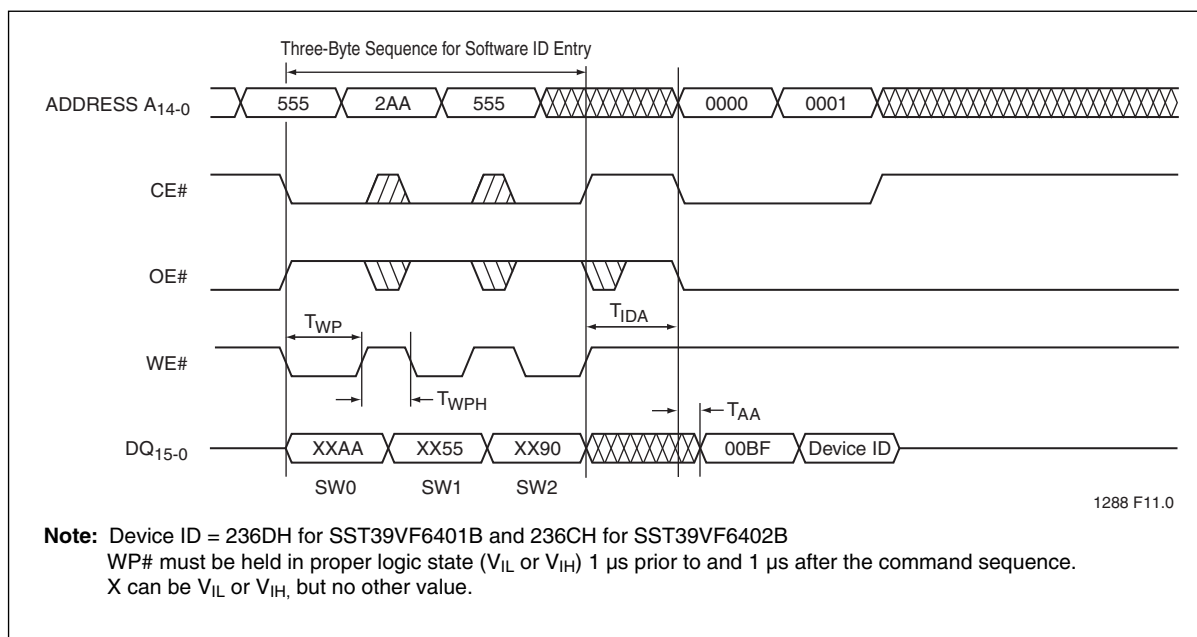 Three-Byte Sequence for Software ID Entry
ADDRESS A14-0
555 2AA 555 0000 0001
CE#
OE#
TIDA
TWP
WE#
TWPH
TAA
DQ15-0
XXAA XX55 XX90 00BF Device ID
SW0 SW1 SW2
1288 F11.0
Note: Device ID = 236DH for SST39VF6401B and 236CH for SST39VF6402B
WP# must be held in proper logic state (VIL or VIH) 1 µs prior to and 1 µs after the command sequence.
X can be VIL or VIH, but no other value.